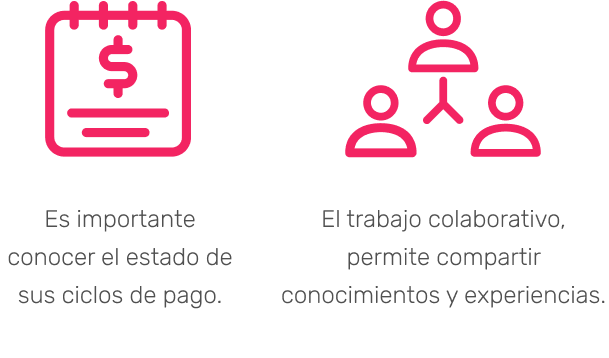 $
Es importante
conocer el estado de
sus ciclos de pago.
El trabajo colaborativo,
permite compartir
conocimientos y experiencias.